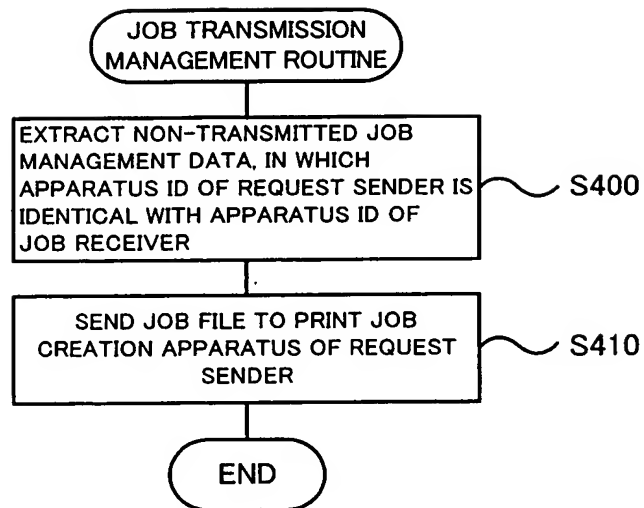 JOB TRANSMISSION
MANAGEMENT ROUTINE
EXTRACT NON-TRANSMITTED JOB
MANAGEMENT DATA, IN WHICH
APPARATUS ID OF REQUEST SENDER IS
IDENTICAL WITH APPARATUS ID OF
JOB RECEIVER
S400
SEND JOB FILE TO PRINT JOB
CREATION APPARATUS OF REQUEST
SENDER
S410
END